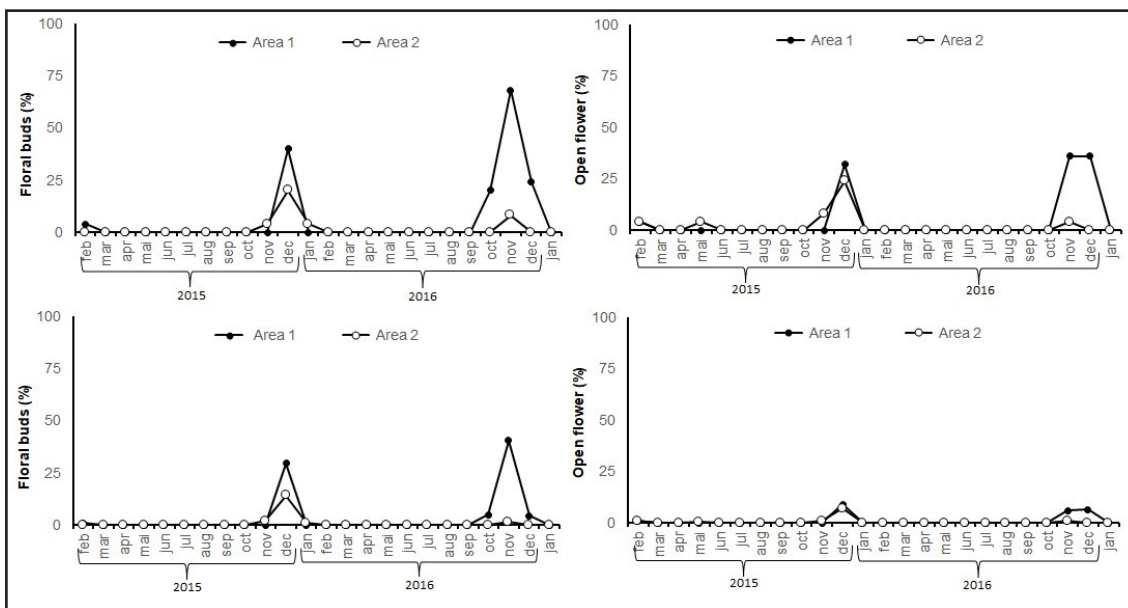 100
Area 1 Area 2
75
Floral buds (%)
50
25
0
feb mar apr mai jun jul aug sep oct nov dec jan feb mar apr mai jun jul aug sep oct nov dec jan
2015 2016
100
Area 1 Area 2
75
Open flower (%)
50
25
0
feb mar apr mai jun jul aug sep oct nov dec jan feb mar apr mai jun jul aug sep oct nov dec jan
2015 2016
100
Area 1 Area 2
75
Floral buds (%)
50
25
0
feb mar apr mai jun jul aug sep oct nov dec jan feb mar apr mai jun jul aug sep oct nov dec jan
2015 2016
100
Area 1 Area 2
75
Open flower (%)
50
25
0
feb mar apr mai jun jul aug sep oct nov dec jan feb mar apr mai jun jul aug sep oct nov dec jan
2015 2016